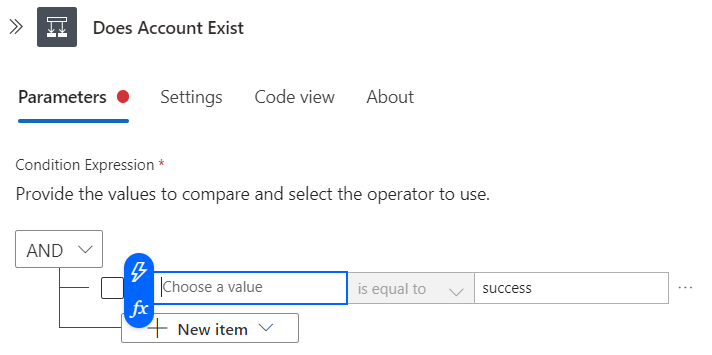 Does Account Exist
Parameters Settings Code view About
Condition Expression *
Provide the values to compare and select the operator to use.
AND
fx Choose a value is equal to success ...
New item